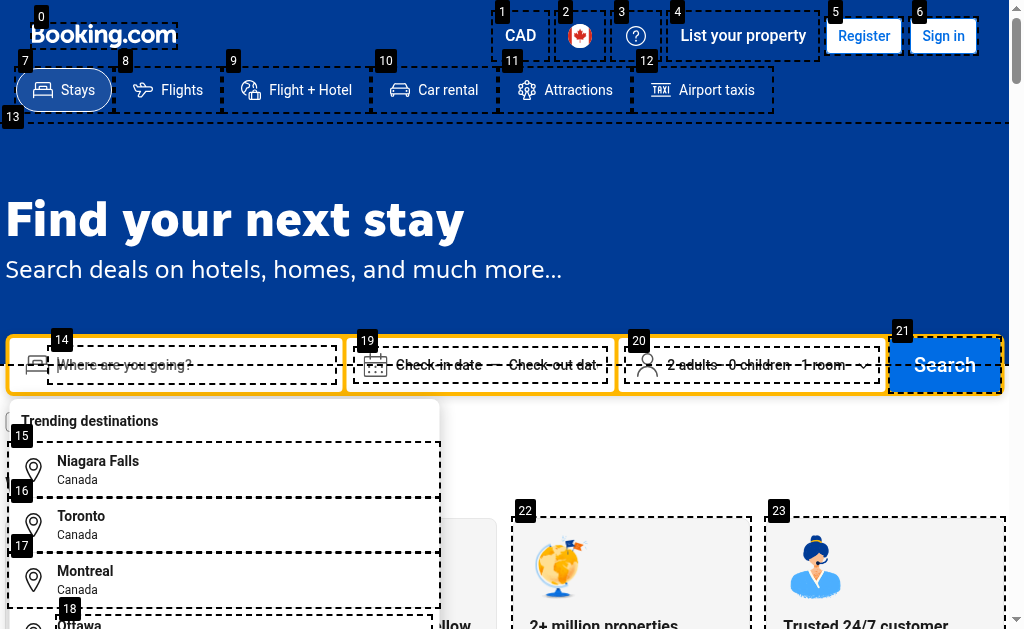 0
1
2
3
4
5
6
Booking.com
CAD
List your property
Register
Sign in
7
8
9
10
11
12
Stays
Flights
Flight + Hotel
Car rental
Attractions
TAXI
Airport taxis
13
Find your next stay
Search deals on hotels, homes, and much more...
14
19
20
21
Where are you going?
Check-in date — Check-out dat
2 adults · 0 children · 1 room
Search
Trending destinations
15
Niagara Falls
Canada
16
Toronto
Canada
17
Montreal
Canada
18
Ottawa
22
23
ellow
2+ million properties
Trusted 24/7 customer